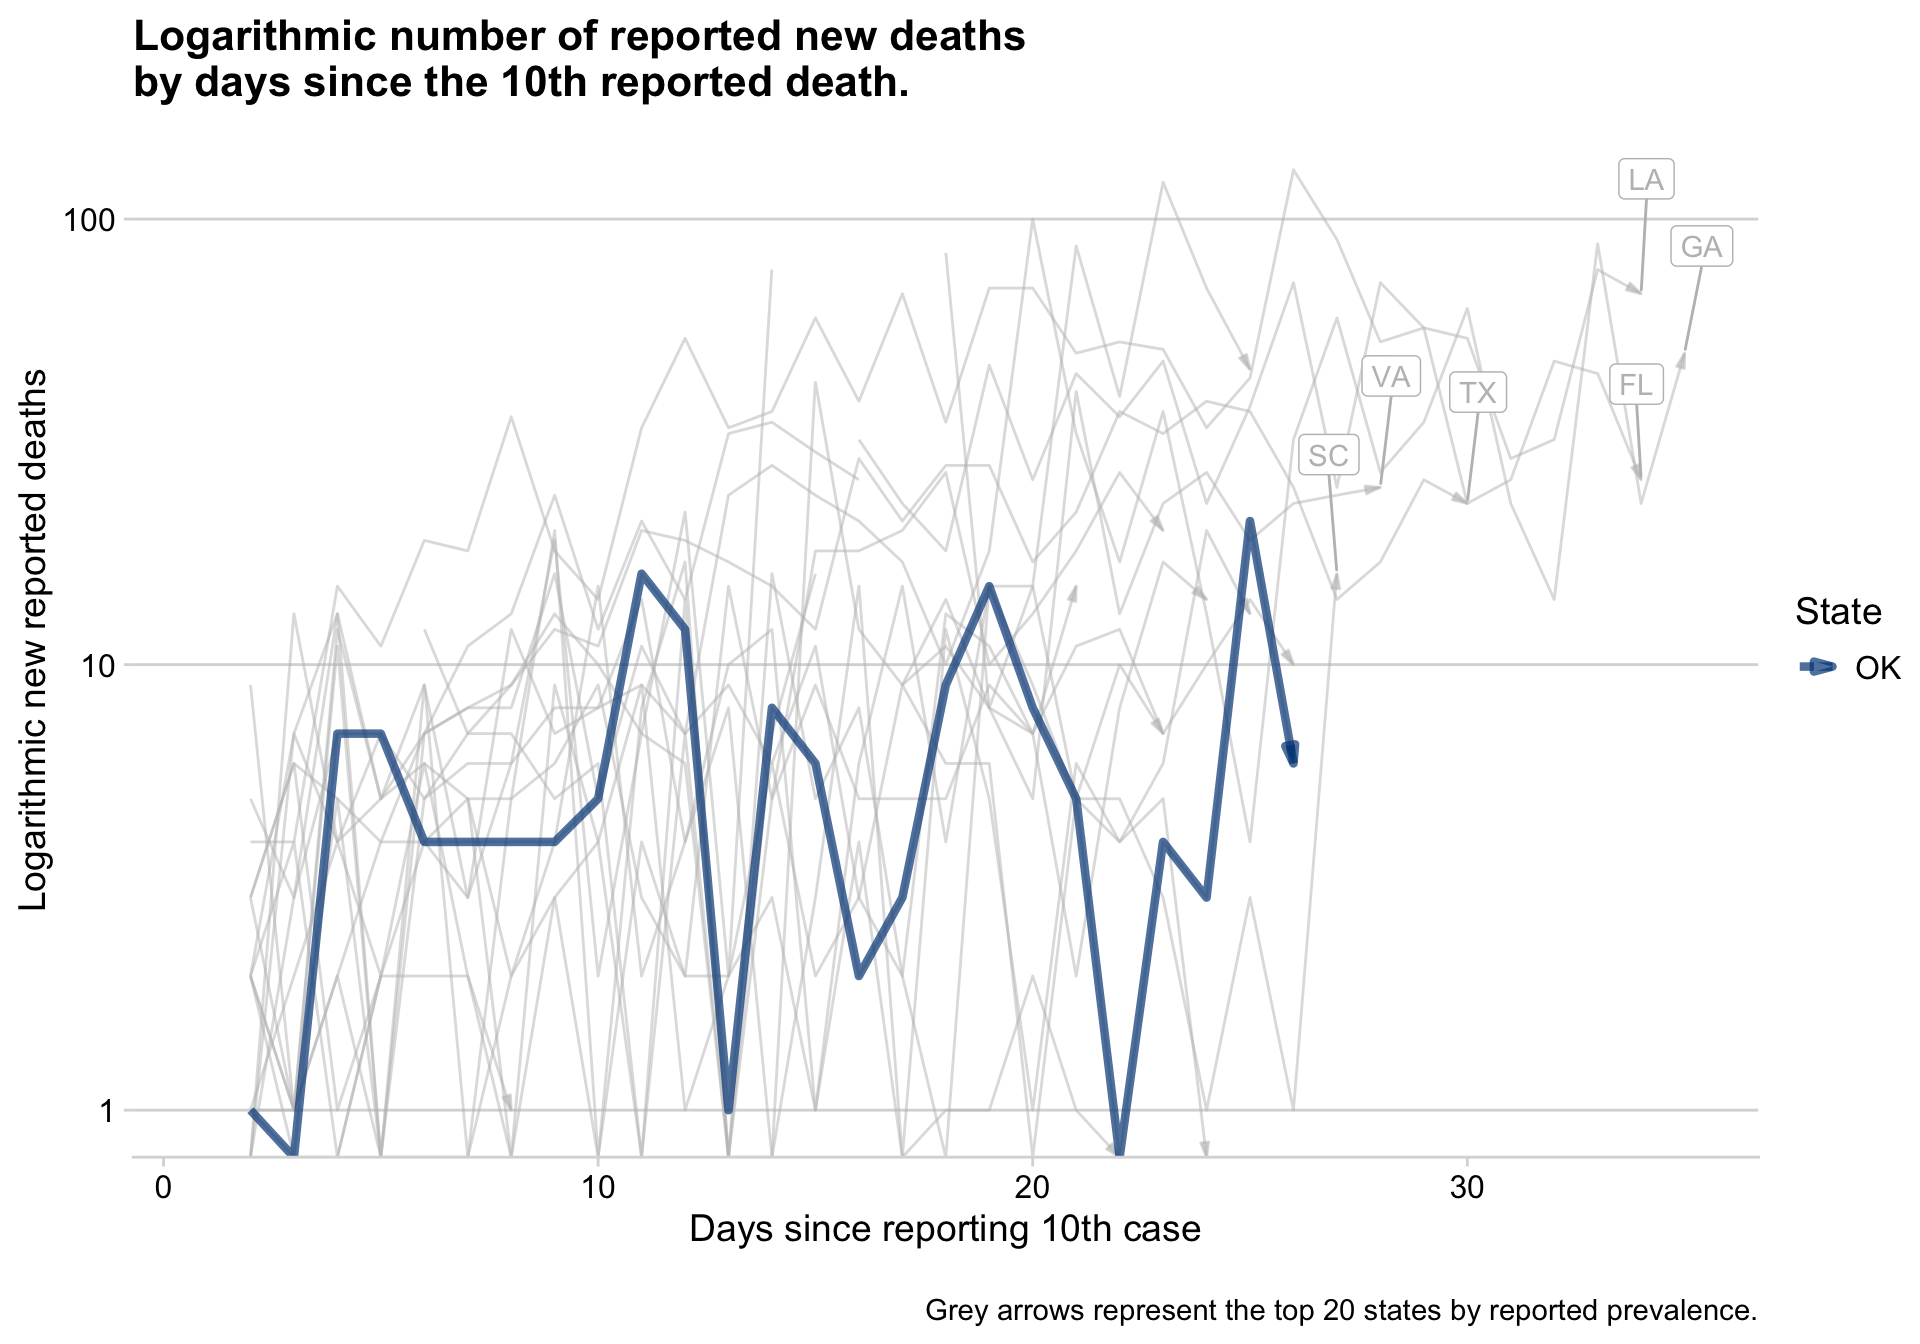 Logarithmic number of reported new deaths
by days since the 10th reported death.
Logarithmic new reported deaths
100
10
1
LA
GA
VA
TX
FL
SC
State
OK
0
10
20
30
Days since reporting 10th case
Grey arrows represent the top 20 states by reported prevalence.